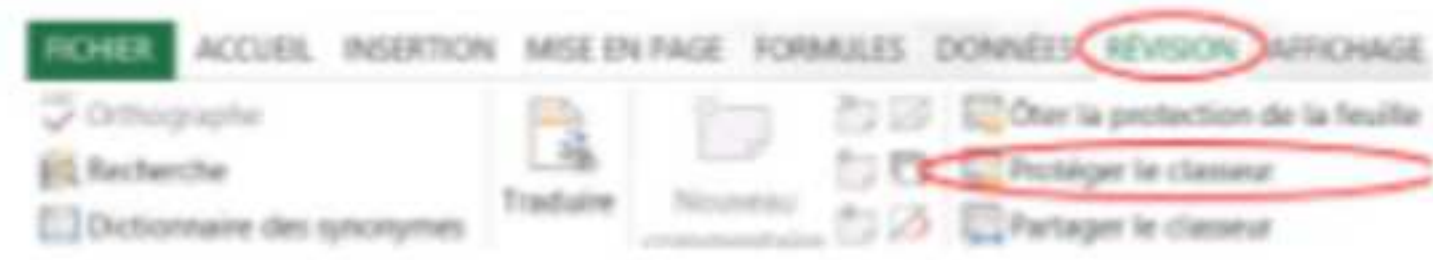 FICHIER ACCUEIL INSERTION MISE EN PAGE FORMULES DONNÉES RÉVISION AFFICHAGE
Orthographe
Recherche
Dictionnaire des synonymes
Traduire
Nouveau
commentaire
Ôter la protection de la feuille
Protéger le classeur
Partager le classeur